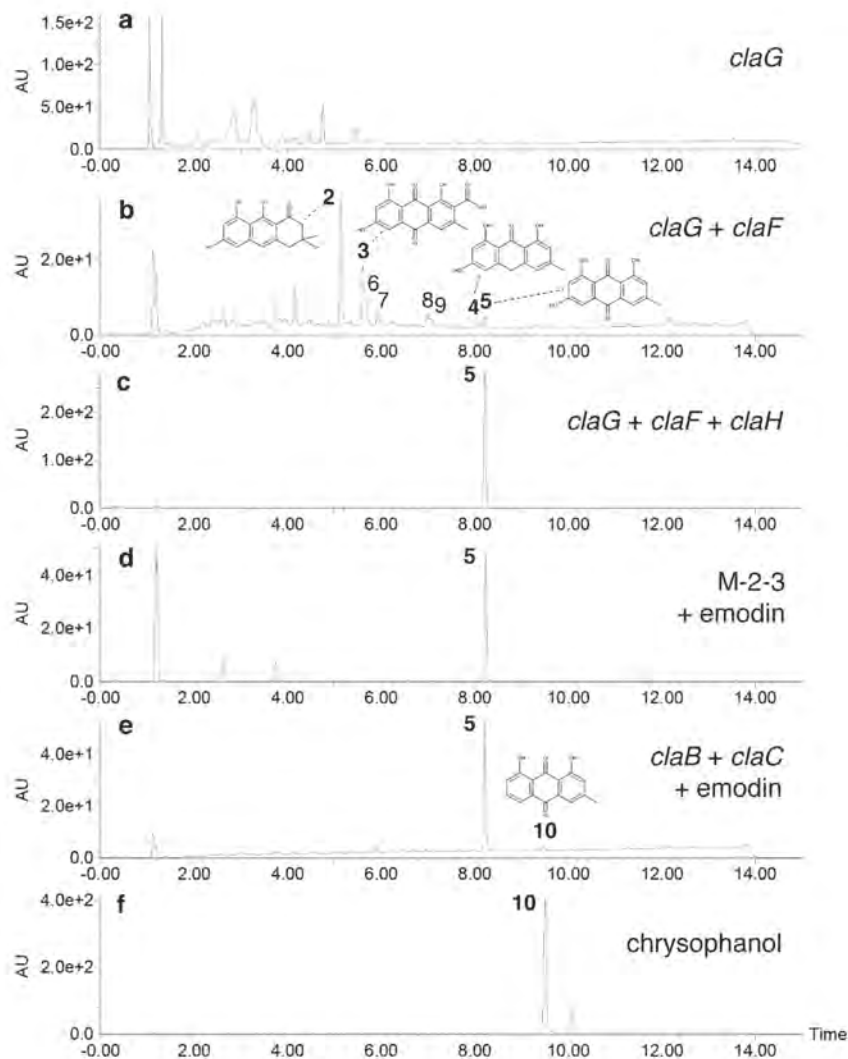 a
claG
AU
1.5e+2
5.0e+1
0.0
-0.00 2.00 4.00 6.00 8.00 10.00 12.00 14.00
b
2
3
6
7
8
9
4
5
claG + claF
AU
2.0e+1
0.0
-0.00 2.00 4.00 6.00 8.00 10.00 12.00 14.00
c
5
claG + claF + claH
AU
2.0e+2
0.0
-0.00 2.00 4.00 6.00 8.00 10.00 12.00 14.00
d
5
M-2-3
+ emodin
AU
4.0e+1
2.0e+1
0.0
-0.00 2.00 4.00 6.00 8.00 10.00 12.00 14.00
e
5
claB + claC
+ emodin
10
AU
4.0e+1
2.0e+1
0.0
-0.00 2.00 4.00 6.00 8.00 10.00 12.00 14.00
f
10
chrysophanol
AU
4.0e+2
2.0e+2
0.0
-0.00 2.00 4.00 6.00 8.00 10.00 12.00 14.00
Time